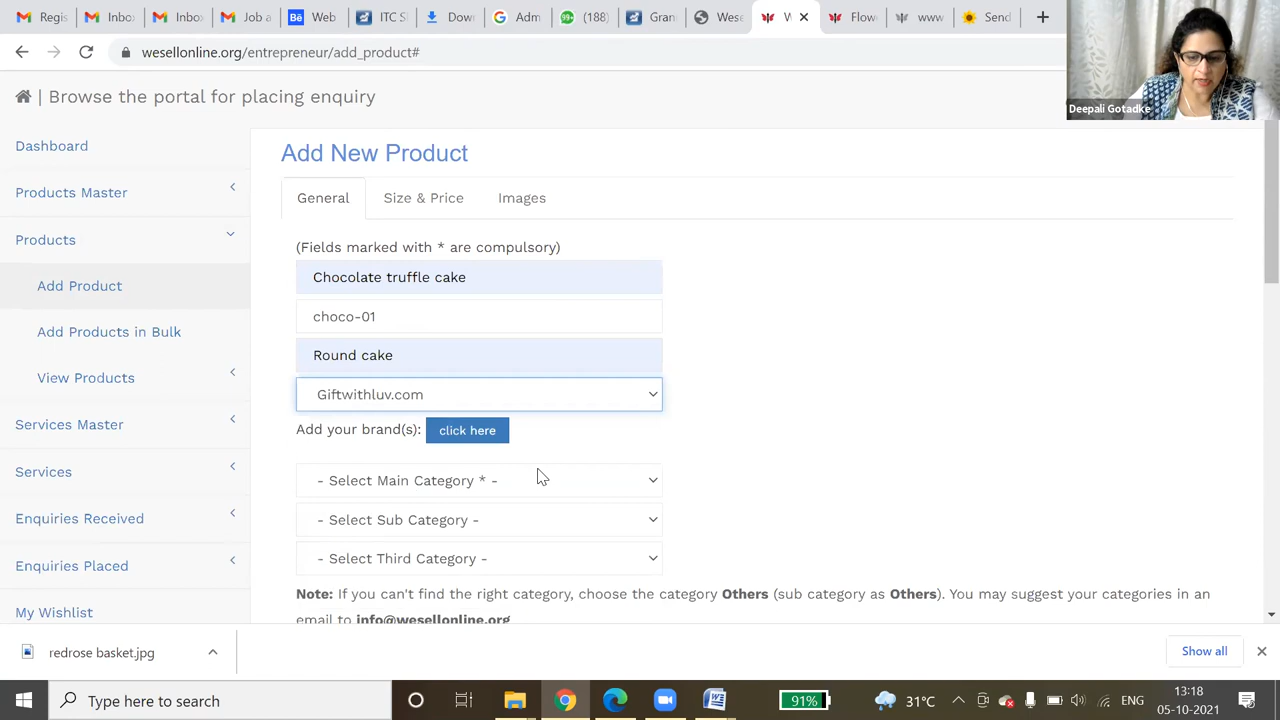 Regis
Inbox
Inbox
Job a
Web
ITC S
Dow
Adm
99+
(188)
Gran
Wese
W
Flow
www
Send
wesellonline.org/entrepreneur/add_product#
Deepali Gotadke
| Browse the portal for placing enquiry
Dashboard
Products Master
Products
Add Product
Add Products in Bulk
View Products
Services Master
Services
Enquiries Received
Enquiries Placed
My Wishlist
Add New Product
General
Size & Price
Images
(Fields marked with * are compulsory)
Chocolate truffle cake
choco-01
Round cake
Giftwithluv.com
Add your brand(s): click here
- Select Main Category * -
- Select Sub Category -
- Select Third Category -
Note: If you can't find the right category, choose the category Others (sub category as Others). You may suggest your categories in an
email to info@wesellonline.org
redrose basket.jpg
Show all
Type here to search
91%
31°C
ENG
13:18
05-10-2021